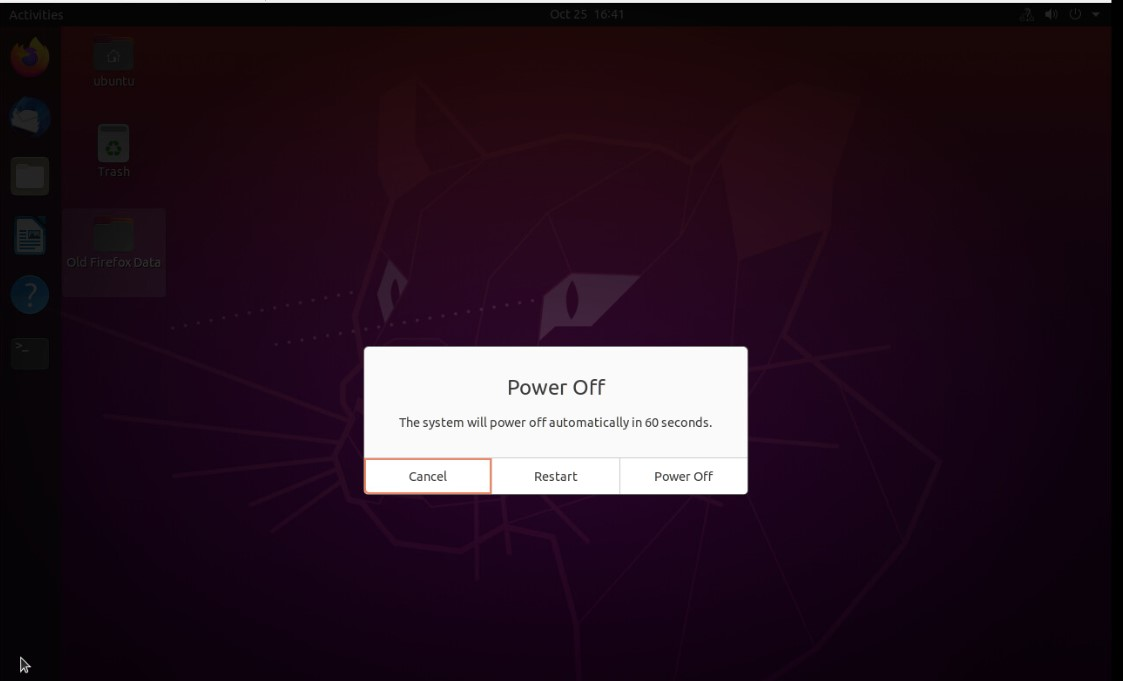 Activities
Oct 25 16:41
ubuntu
Trash
Old Firefox Data
Power Off
The system will power off automatically in 60 seconds.
Cancel
Restart
Power Off